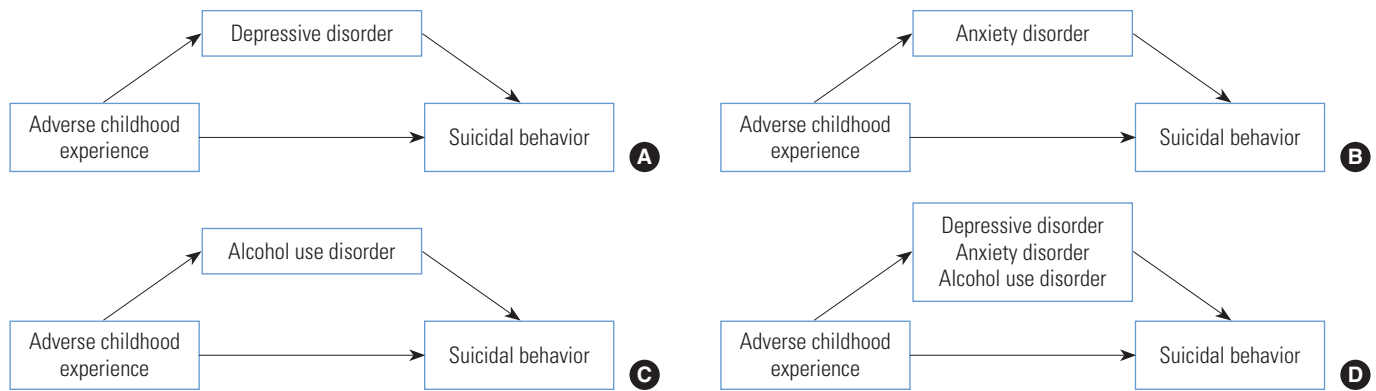 Depressive disorder
Adverse childhood
experience
Suicidal behavior
A
Anxiety disorder
Adverse childhood
experience
Suicidal behavior
B
Alcohol use disorder
Adverse childhood
experience
Suicidal behavior
C
Depressive disorder
Anxiety disorder
Alcohol use disorder
Adverse childhood
experience
Suicidal behavior
D